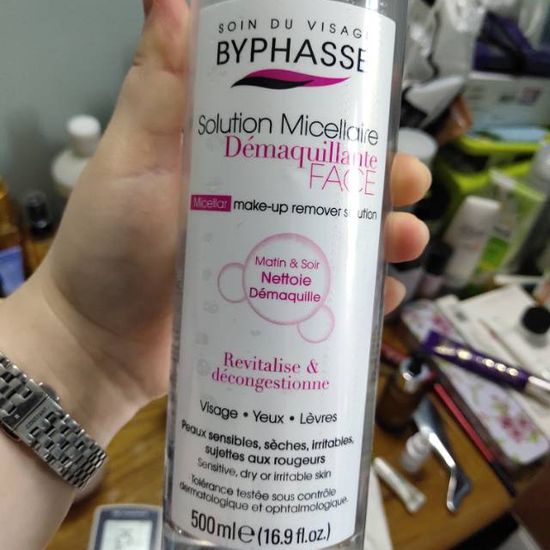 SOIN DU VISAGE
BYPHASSE
Solution Micellaire
Démaquillante
FACE
Micellar make-up remover solution
Matin & Soir
Nettoie
Démaquille
Revitalise &
décongestionne
Visage • Yeux • Lèvres
Peaux sensibles, sèches, irritables,
sujettes aux rougeurs
Sensitive, dry or irritable skin
Tolérance testée sous contrôle
dermatologique et ophtalmologique.
500 ml e (16.9 fl.oz.)